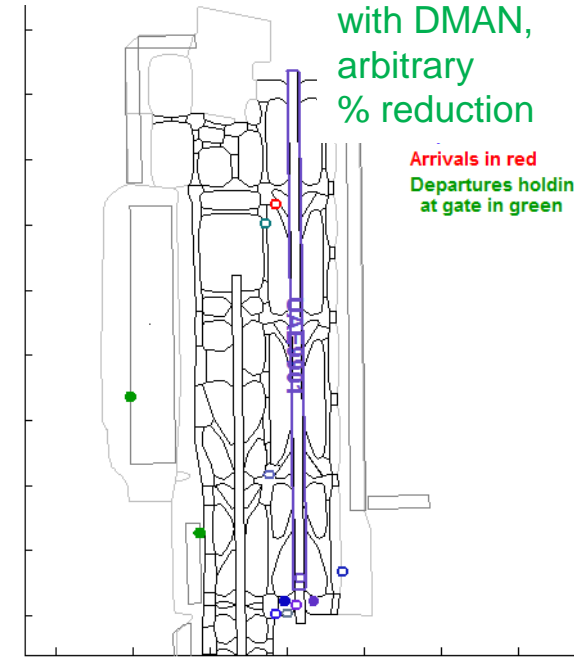 with DMAN,
arbitrary
% reduction
Arrivals in red
Departures holdin
at gate in green